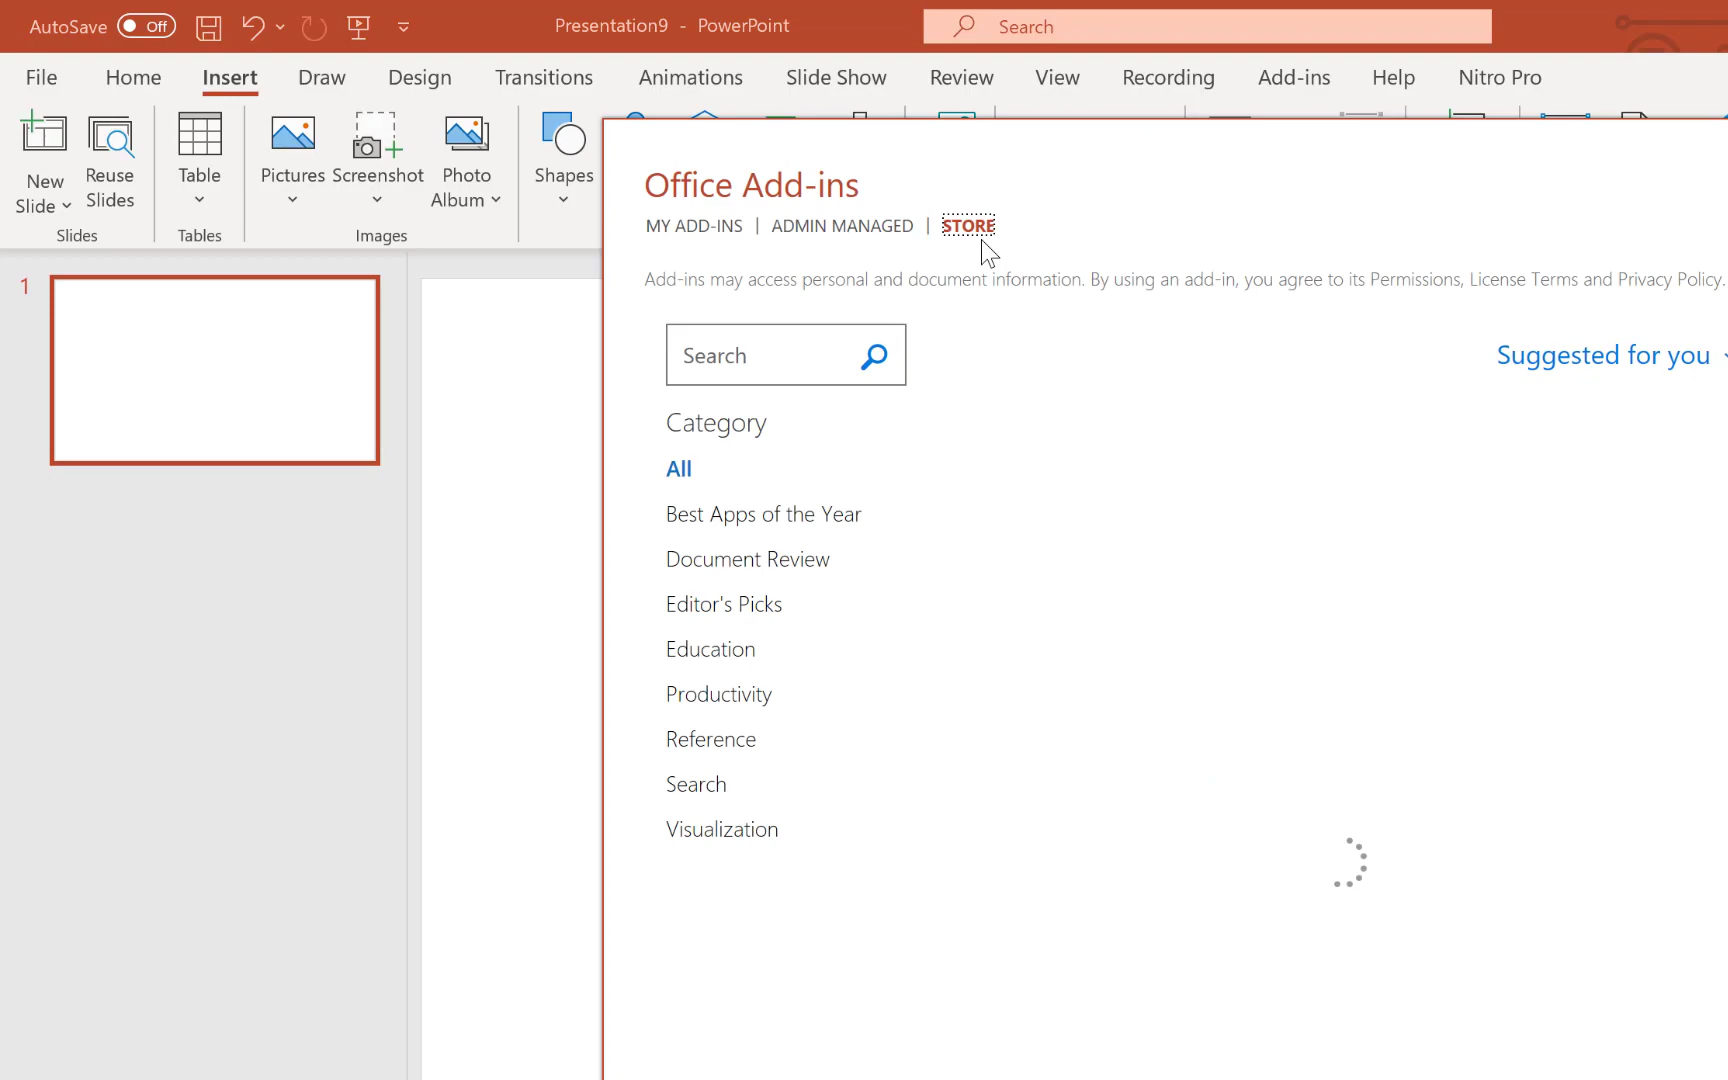 AutoSave Off Presentation9 - PowerPoint Search
File Home Insert Draw Design Transitions Animations Slide Show Review View Recording Add-ins Help Nitro Pro
New Slide Reuse Slides Table Pictures Screenshot Photo Album Shapes
Slides Tables Images
Office Add-ins
MY ADD-INS | ADMIN MANAGED | STORE
Add-ins may access personal and document information. By using an add-in, you agree to its Permissions, License Terms and Privacy Policy.
1
Search Suggested for you
Category
All
Best Apps of the Year
Document Review
Editor's Picks
Education
Productivity
Reference
Search
Visualization